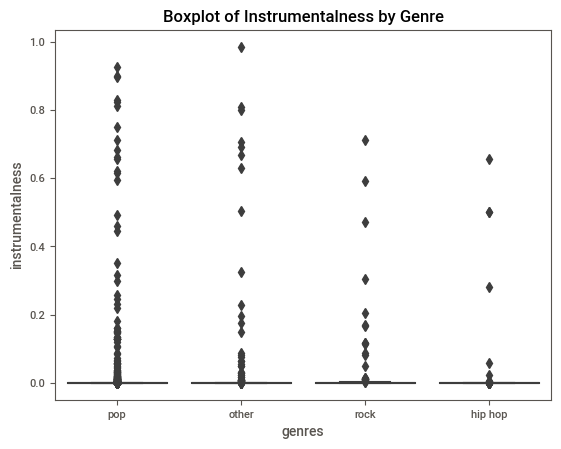 Boxplot of Instrumentalness by Genre
1.0
0.8
0.6
0.4
0.2
0.0
instrumentalness
pop other rock hip hop
genres